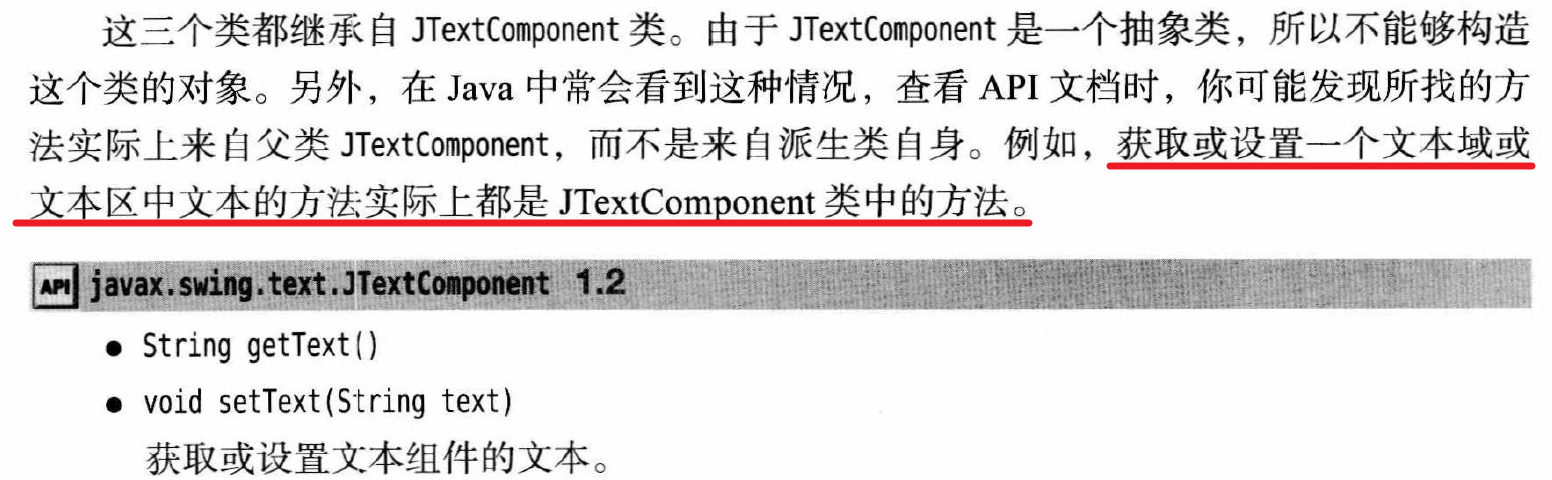 这三个类都继承自 JTextComponent 类。由于 JTextComponent 是一个抽象类，所以不能够构造
这个类的对象。另外，在 Java 中常会看到这种情况，查看 API 文档时，你可能发现所找的方
法实际上来自父类 JTextComponent，而不是来自派生类自身。例如，获取或设置一个文本域或
文本区中文本的方法实际上都是 JTextComponent 类中的方法。
API javax.swing.text.JTextComponent 1.2
● String getText()
● void setText(String text)
获取或设置文本组件的文本。